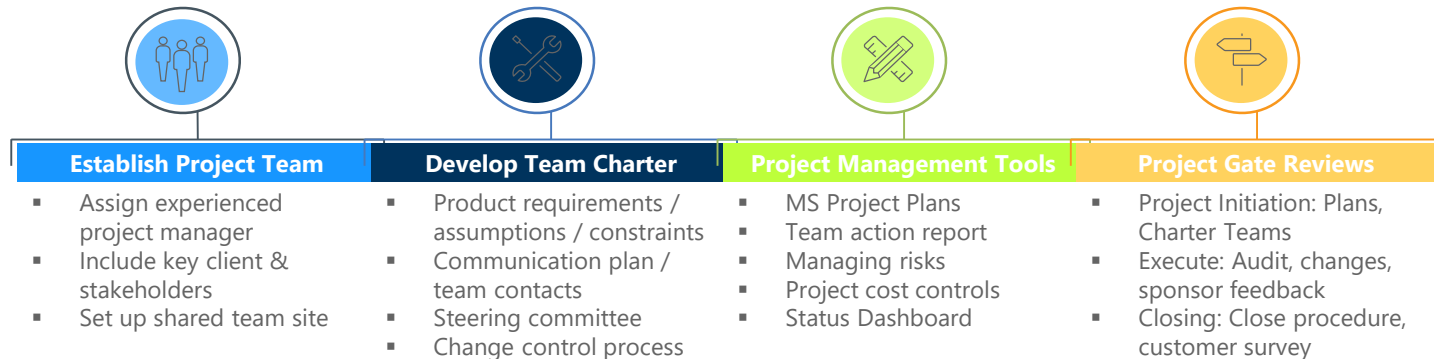 Establish Project Team
▪ Assign experienced
project manager
▪ Include key client &
stakeholders
▪ Set up shared team site
Develop Team Charter
▪ Product requirements /
assumptions / constraints
▪ Communication plan /
team contacts
▪ Steering committee
▪ Change control process
Project Management Tools
▪ MS Project Plans
▪ Team action report
▪ Managing risks
▪ Project cost controls
▪ Status Dashboard
Project Gate Reviews
▪ Project Initiation: Plans,
Charter Teams
▪ Execute: Audit, changes,
sponsor feedback
▪ Closing: Close procedure,
customer survey